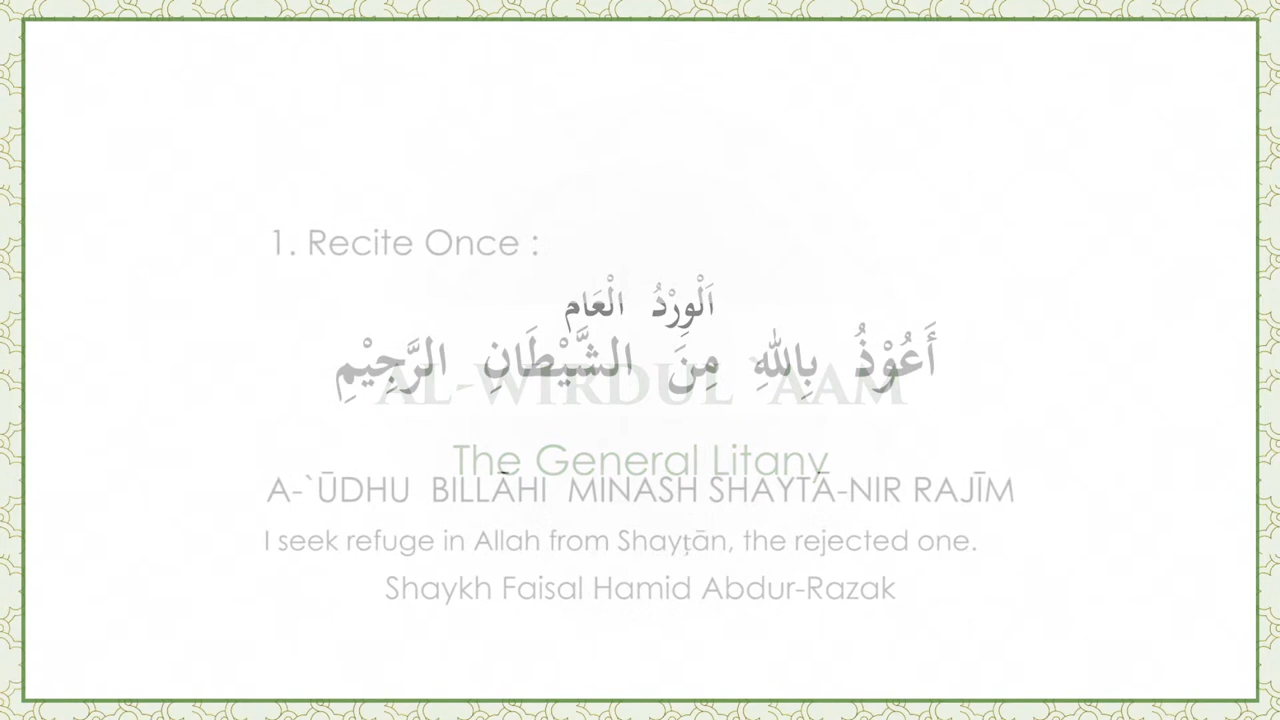 1. Recite Once :
اَلْوِرْدُ الْعَام
أَعُوْذُ بِاللهِ مِنَ الشَّيْطَانِ الرَّجِيْمِ
AL-WIRDUL `AAM
The General Litany
A-`ŪDHU BILLĀHI MINASH SHAYTĀ-NIR RAJĪM
I seek refuge in Allah from Shayṭān, the rejected one.
Shaykh Faisal Hamid Abdur-Razak